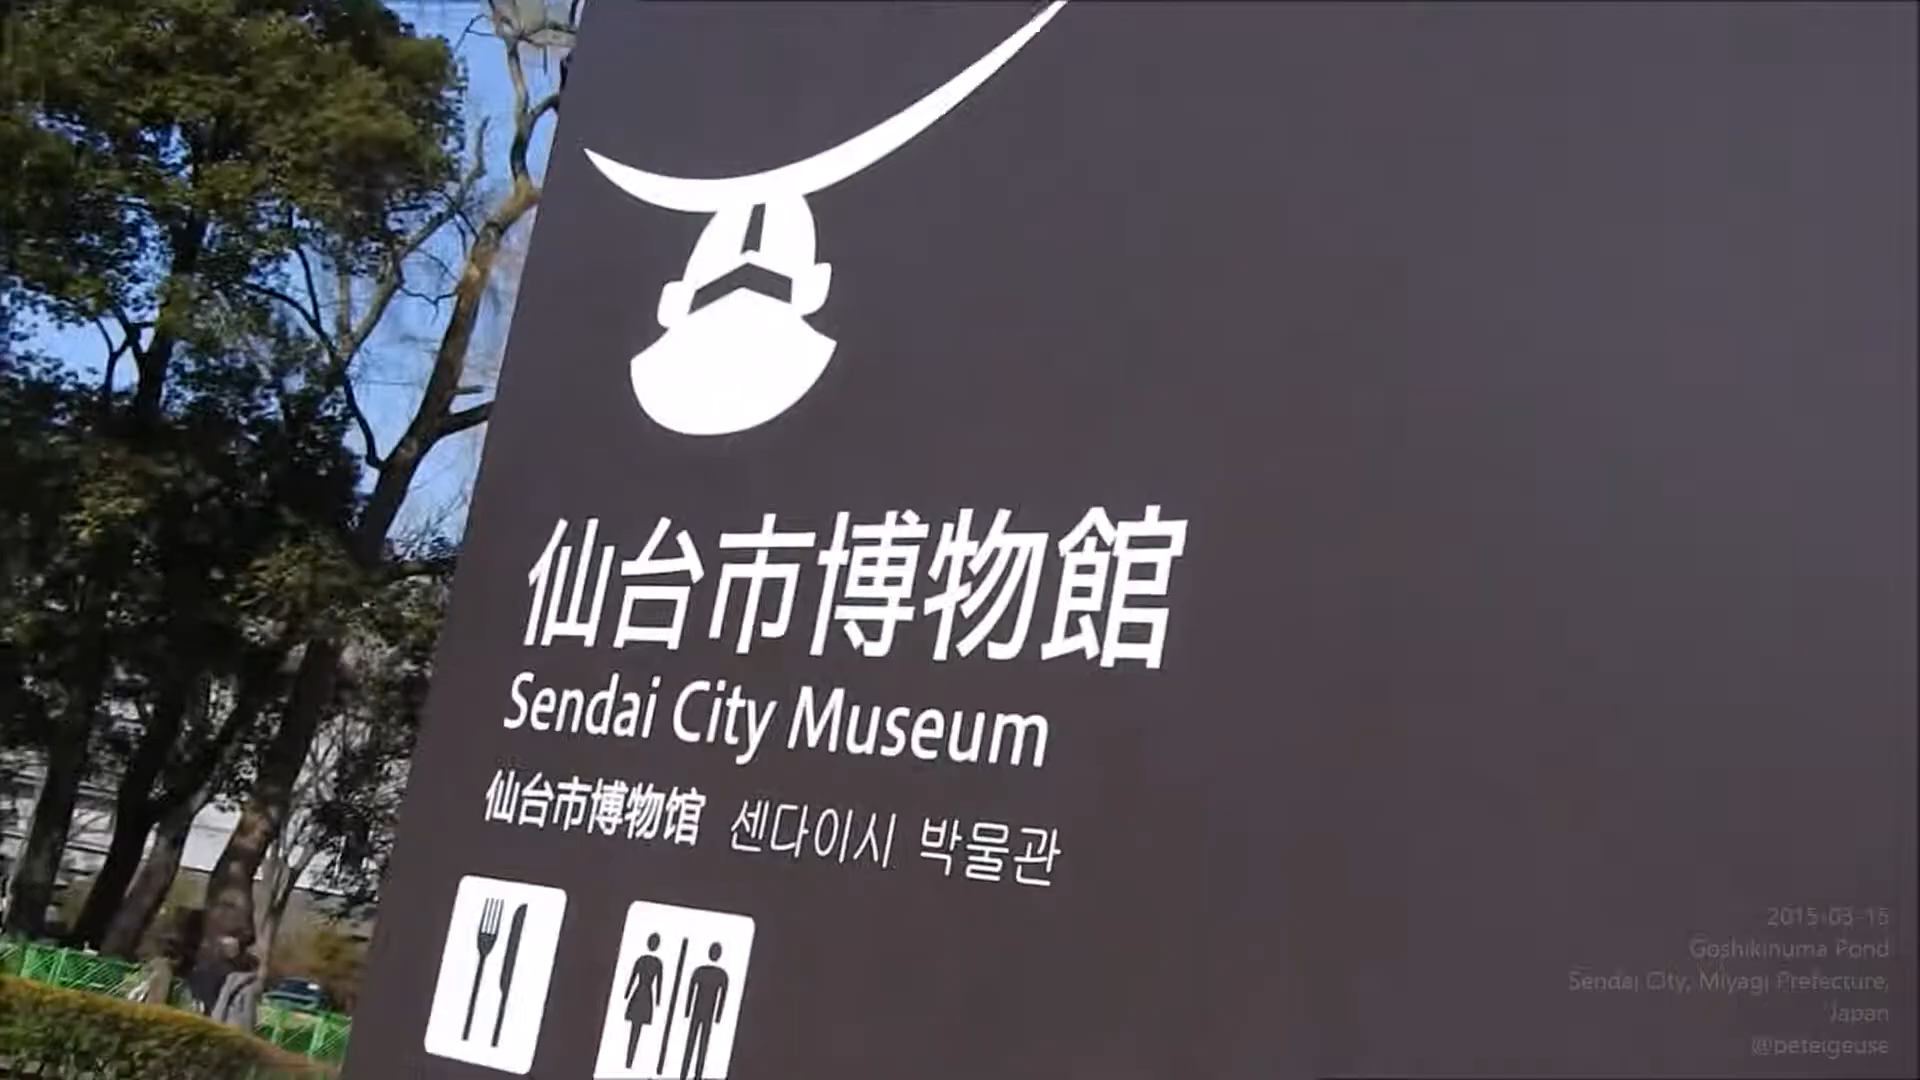 仙台市博物館
Sendai City Museum
仙台市博物馆 센다이시 박물관
2015-03-15
Goshikinuma Pond
Sendai City, Miyagi Prefecture,
Japan
@petergeuse